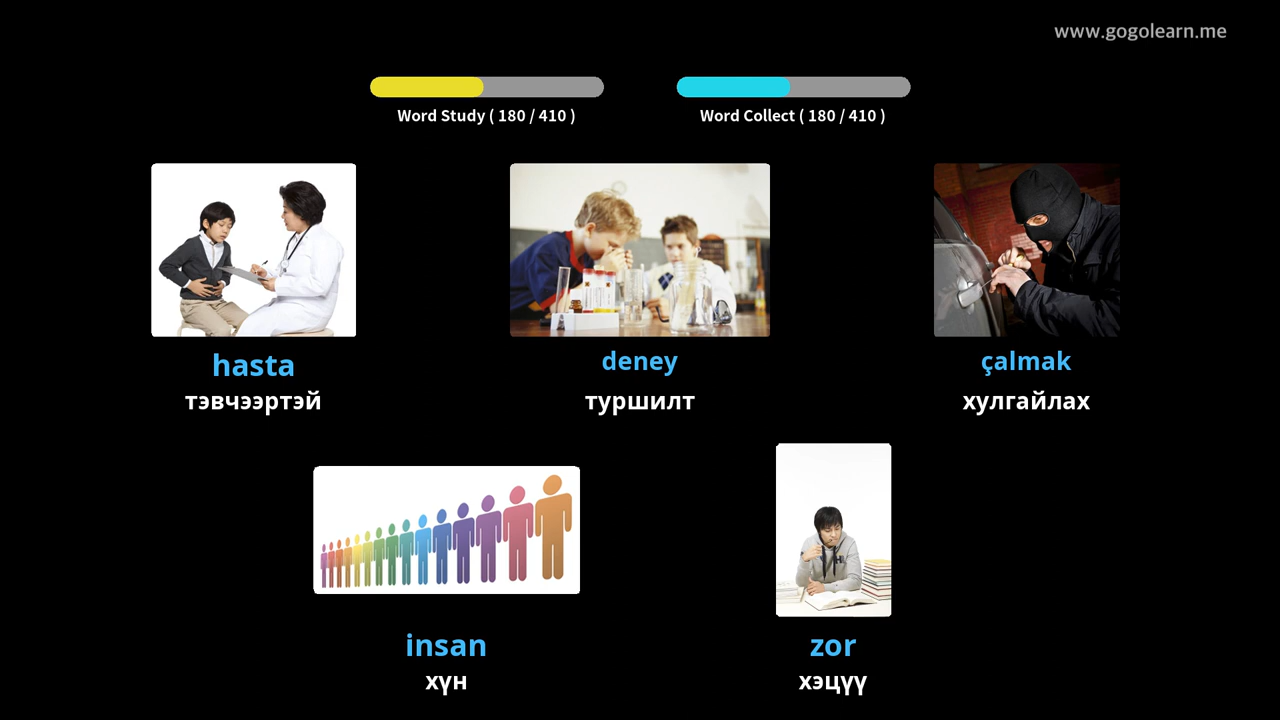 www.gogolearn.me
Word Study ( 180 / 410 )
Word Collect ( 180 / 410 )
hasta
тэвчээртэй
deney
туршилт
çalmak
хулгайлах
insan
хүн
zor
хэцүү